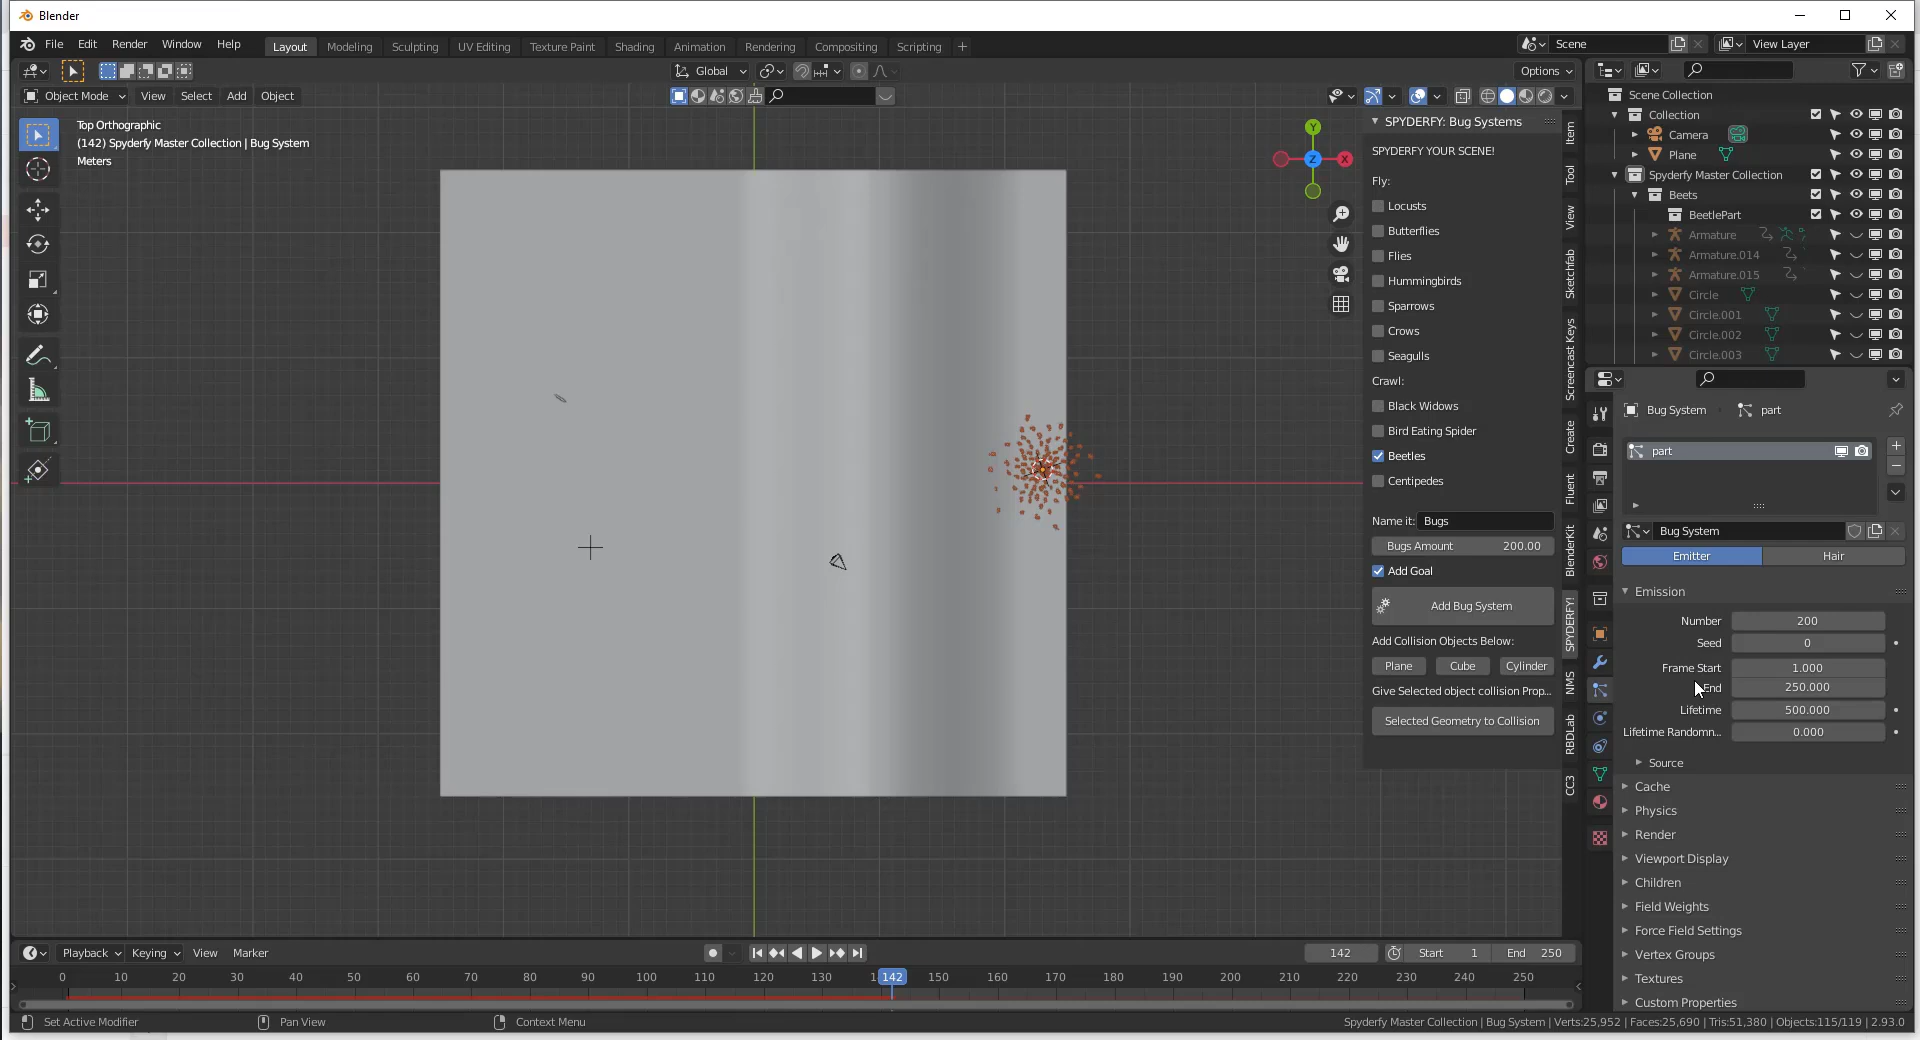 Blender
File Edit Render Window Help Layout Modeling Sculpting UV Editing Texture Paint Shading Animation Rendering Compositing Scripting + Scene View Layer
Global Options
Object Mode View Select Add Object
Top Orthographic
(142) Spyderfy Master Collection | Bug System
Meters
Y
X
Z
SPYDERFY: Bug Systems
SPYDERFY YOUR SCENE!
Fly:
Locusts
Butterflies
Flies
Hummingbirds
Sparrows
Crows
Seagulls
Crawl:
Black Widows
Bird Eating Spider
Beetles
Centipedes
Name it: Bugs
Bugs Amount 200.00
Add Goal
Add Bug System
Add Collision Objects Below:
Plane Cube Cylinder
Give Selected object collision Prop...
Selected Geometry to Collision
Item
Tool
View
Sketchfab
Screencast Keys
Create
Fluent
BlenderKit
SPYDERFY!
NMS
RBDLab
CC3
Scene Collection
Collection
Camera
Plane
Spyderfy Master Collection
Beets
BeetlePart
Armature
Armature.014
Armature.015
Circle
Circle.001
Circle.002
Circle.003
Bug System part
part
Bug System
Emitter Hair
Emission
Number 200
Seed 0
Frame Start 1.000
End 250.000
Lifetime 500.000
Lifetime Randomn... 0.000
Source
Cache
Physics
Render
Viewport Display
Children
Field Weights
Force Field Settings
Vertex Groups
Textures
Custom Properties
Playback Keying View Marker 142 Start 1 End 250
0 10 20 30 40 50 60 70 80 90 100 110 120 130 142 150 160 170 180 190 200 210 220 230 240 250
Set Active Modifier Pan View Context Menu Spyderfy Master Collection | Bug System | Verts:25,952 | Faces:25,690 | Tris:51,380 | Objects:115/119 | 2.93.0